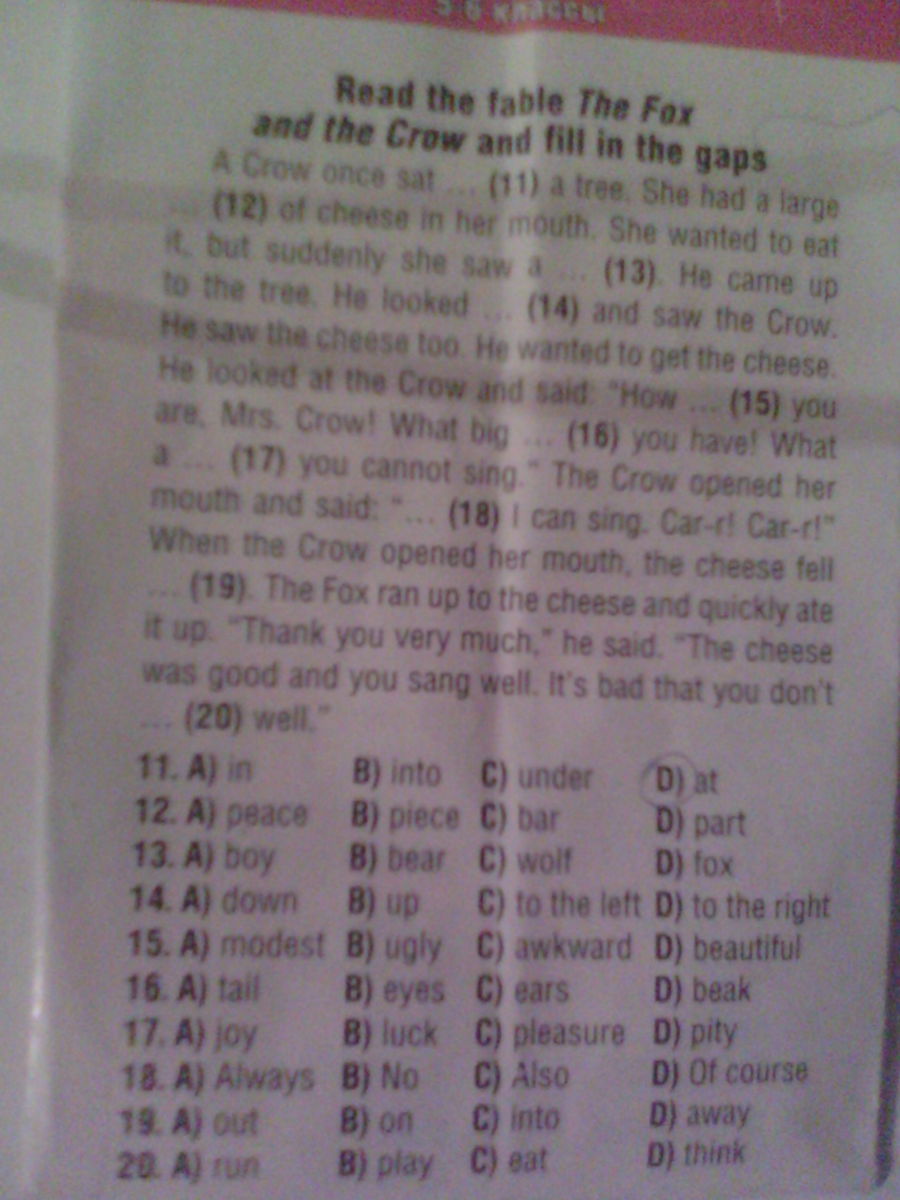 5-6 классы
Read the fable The Fox
and the Crow and fill in the gaps
A Crow once sat ... (11) a tree. She had a large
... (12) of cheese in her mouth. She wanted to eat
it, but suddenly she saw a ... (13). He came up
to the tree. He looked ... (14) and saw the Crow.
He saw the cheese too. He wanted to get the cheese.
He looked at the Crow and said: "How ... (15) you
are, Mrs. Crow! What big ... (16) you have! What
a ... (17) you cannot sing." The Crow opened her
mouth and said: "... (18) I can sing. Car-r! Car-r!"
When the Crow opened her mouth, the cheese fell
... (19). The Fox ran up to the cheese and quickly ate
it up. "Thank you very much," he said. "The cheese
was good and you sang well. It's bad that you don't
... (20) well."
11. A) in B) into C) under D) at
12. A) peace B) piece C) bar D) part
13. A) boy B) bear C) wolf D) fox
14. A) down B) up C) to the left D) to the right
15. A) modest B) ugly C) awkward D) beautiful
16. A) tail B) eyes C) ears D) beak
17. A) joy B) luck C) pleasure D) pity
18. A) Always B) No C) Also D) Of course
19. A) out B) on C) into D) away
20. A) run B) play C) eat D) think